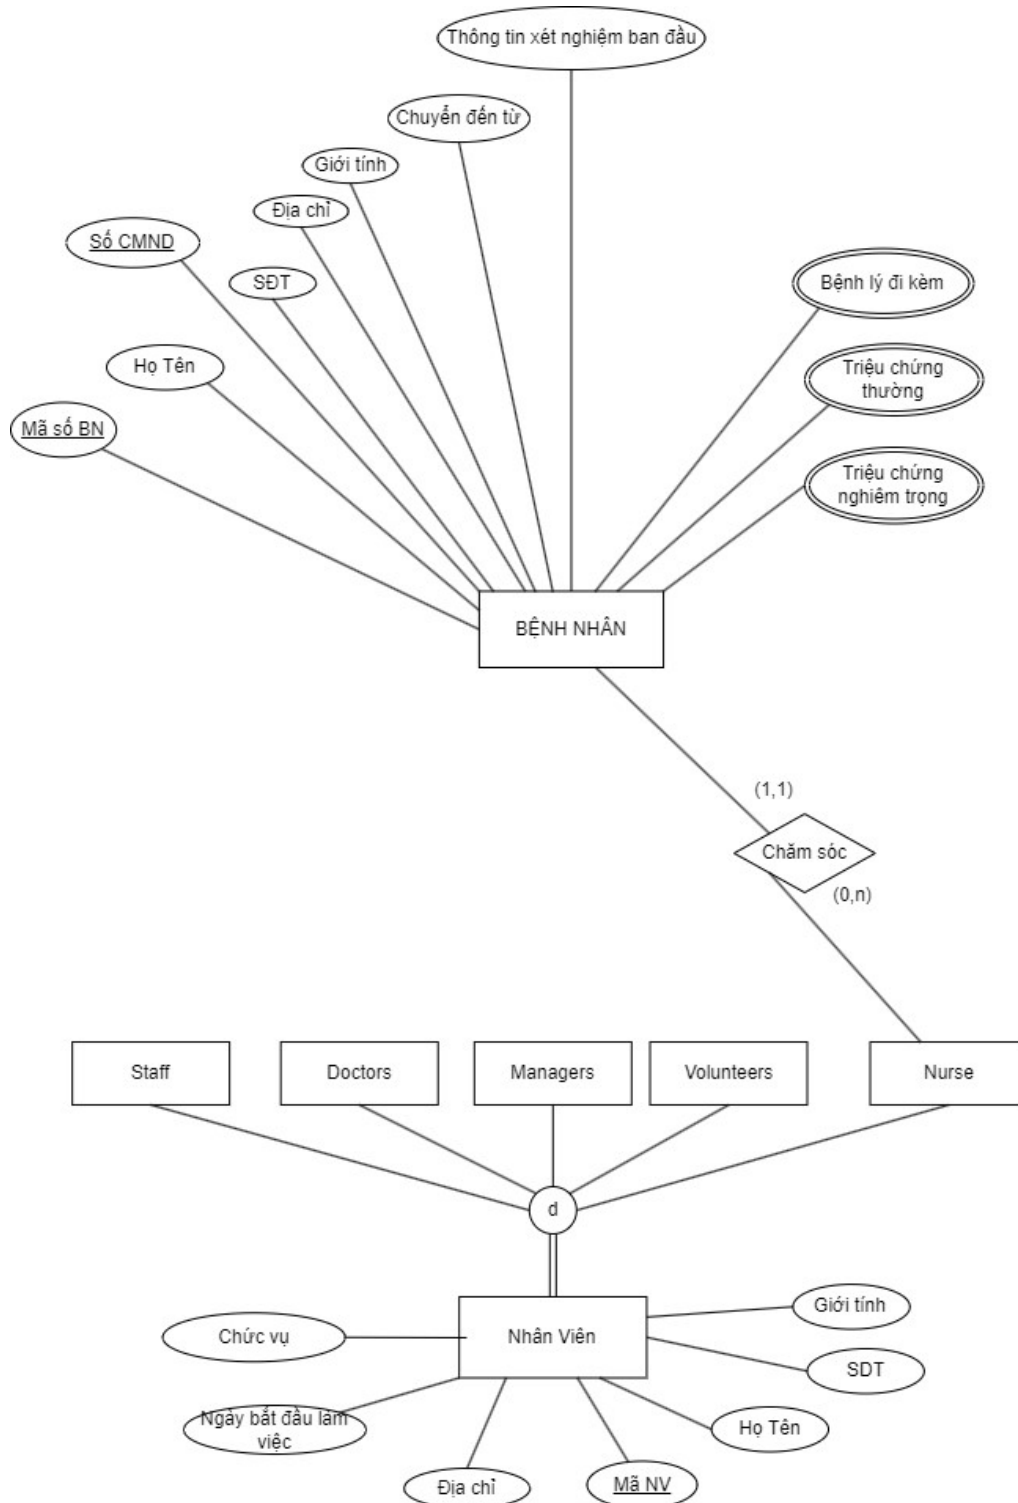 Thông tin xét nghiệm ban đầu
Chuyển đến từ
Giới tính
Địa chỉ
Số CMND
SĐT
Họ Tên
Mã số BN
Bệnh lý đi kèm
Triệu chứng
thường
Triệu chứng
nghiêm trọng
BỆNH NHÂN
(1,1)
Chăm sóc
(0,n)
Staff
Doctors
Managers
Volunteers
Nurse
d
Nhân Viên
Giới tính
Chức vụ
SDT
Ngày bắt đầu làm
việc
Họ Tên
Địa chỉ
Mã NV